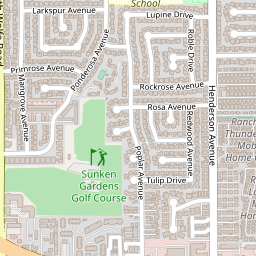 School
Larkspur Avenue
Lupine Drive
Roble Drive
Ponderosa Avenue
Primrose Avenue
Mangrove Avenue
Rockrose Avenue
Rosa Avenue
Redwood Avenue
Henderson Avenue
Poplar Avenue
Ranch
Thunde
Mob
Home
Sunken
Gardens
Golf Course
Tulip Drive